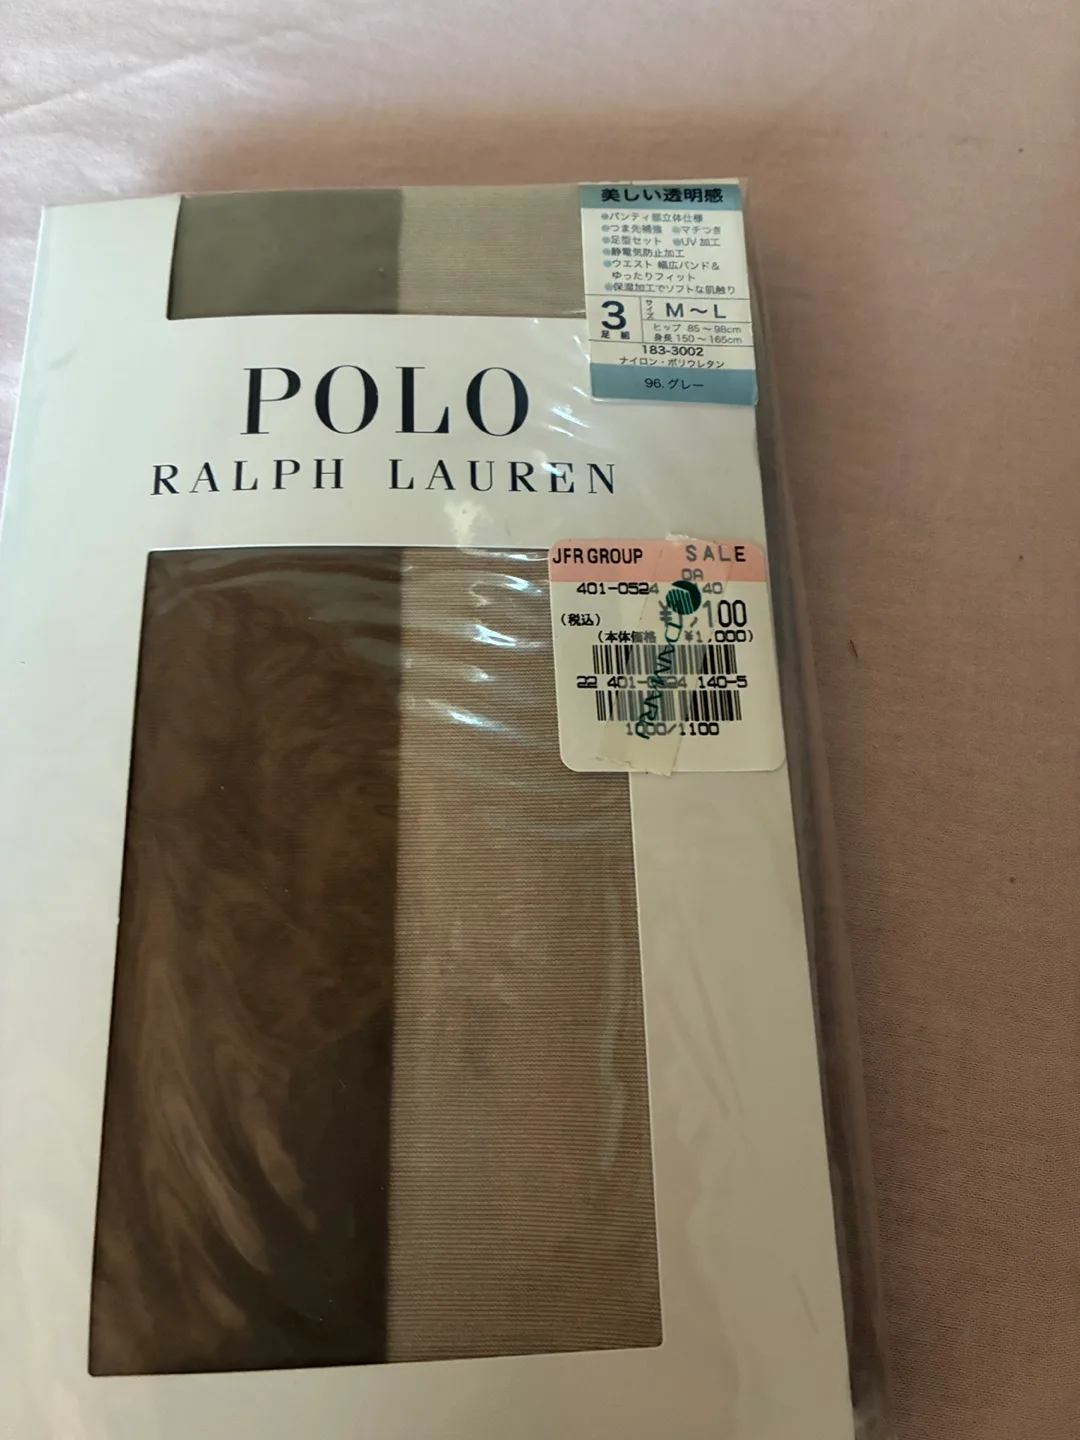 美しい透明感
●パンティ部立体仕様
●つま先補強 ●マチつき
●足型セット ●UV加工
●静電気防止加工
●ウエスト 幅広バンド&
ゆったりフィット
●保湿加工でソフトな肌触り
3足組
サイズ M〜L
ヒップ 85〜98cm
身長 150〜165cm
183-3002
ナイロン・ポリウレタン
96.グレー
POLO
RALPH LAUREN
JFR GROUP SALE
401-0524
(税込)
(本体価格 ¥1,000)
22 140-5
/1100